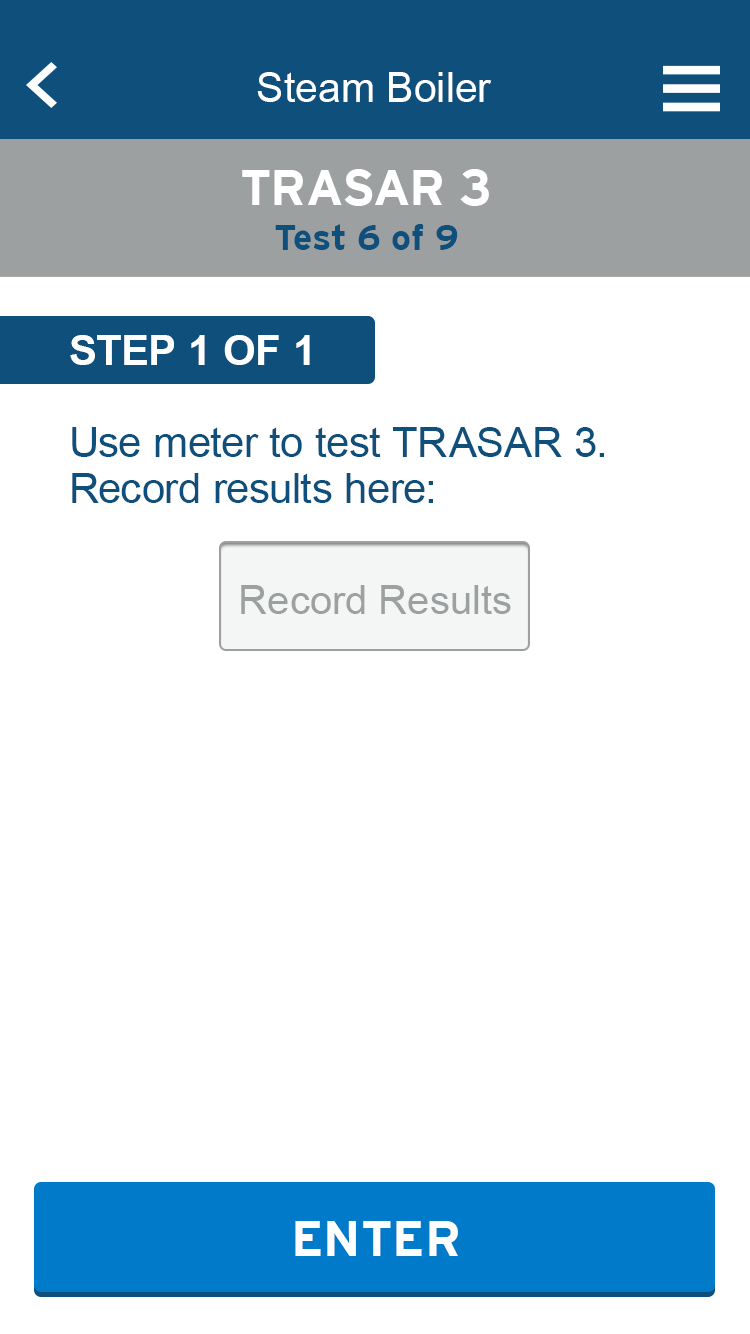 Steam Boiler
TRASAR 3
Test 6 of 9
STEP 1 OF 1
Use meter to test TRASAR 3.
Record results here:
Record Results
ENTER